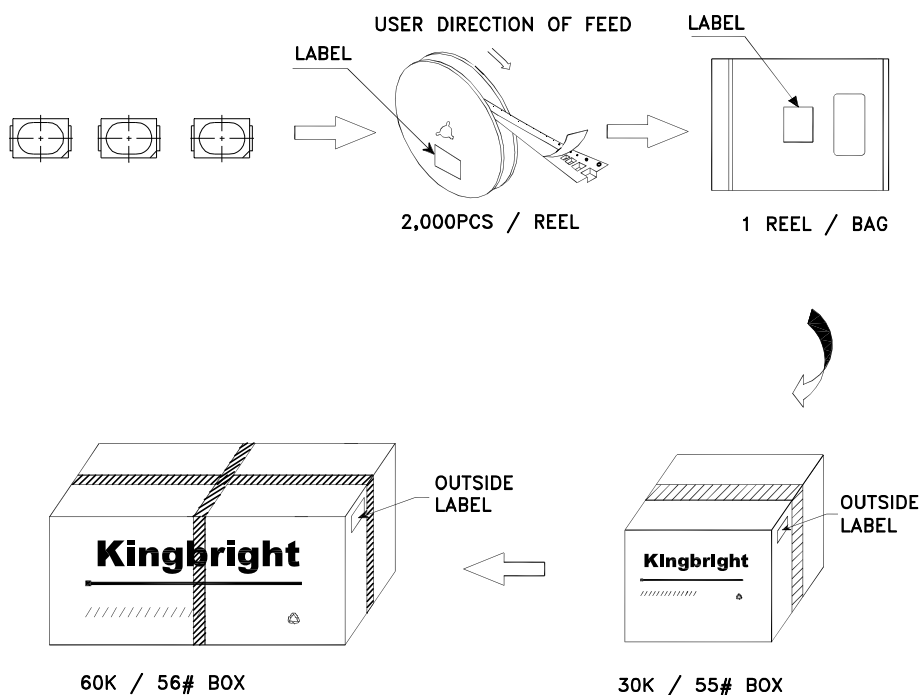 USER DIRECTION OF FEED
LABEL
LABEL
2,000PCS / REEL
1 REEL / BAG
OUTSIDE
LABEL
Kingbright
60K / 56# BOX
OUTSIDE
LABEL
Kingbright
30K / 55# BOX